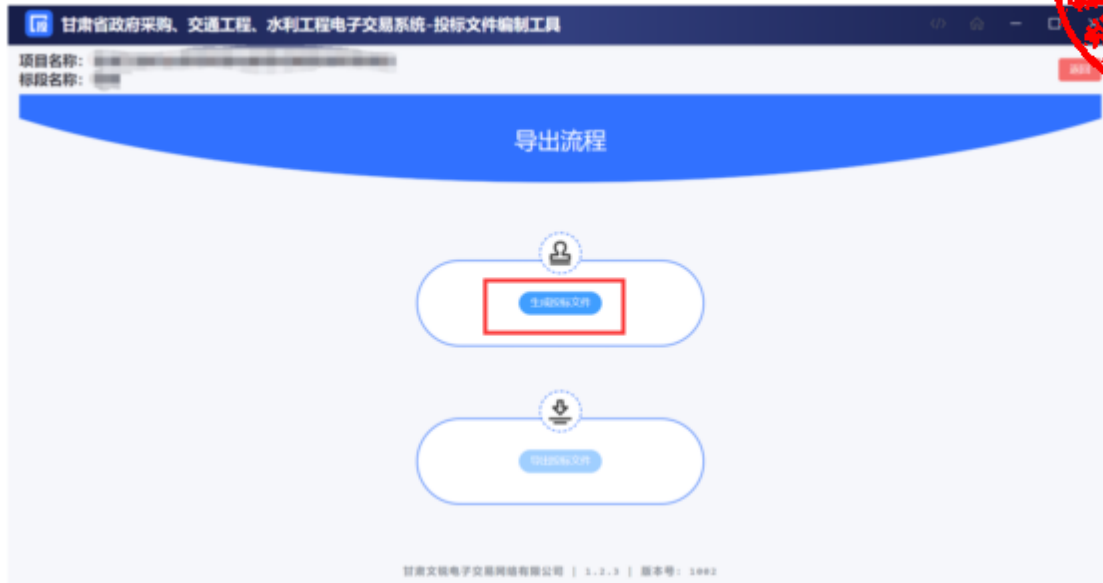 甘肃省政府采购、交通工程、水利工程电子交易系统-投标文件编制工具
项目名称：
标段名称：
返回
导出流程
生成投标文件
导出投标文件
甘肃文锐电子交易网络有限公司 | 1.2.3 | 版本号: 1002